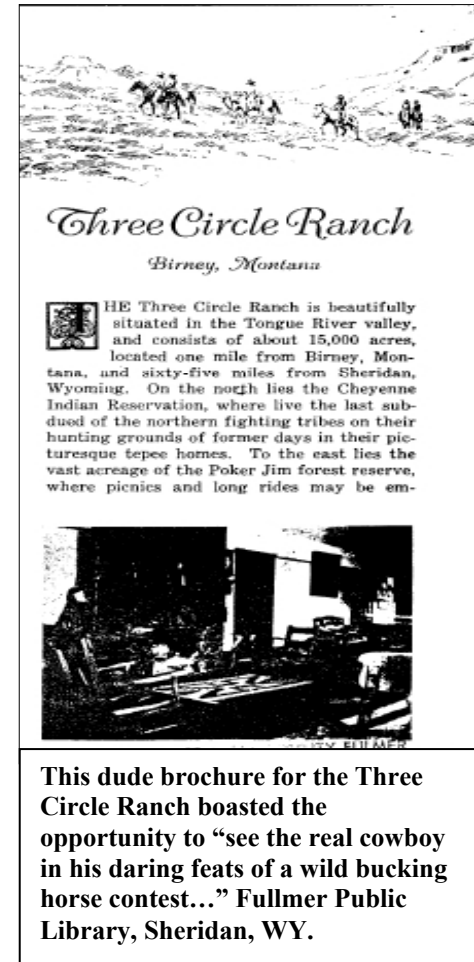 Three Circle Ranch
Birney, Montana
THE Three Circle Ranch is beautifully
situated in the Tongue River valley,
and consists of about 15,000 acres,
located one mile from Birney, Mon-
tana, and sixty-five miles from Sheridan,
Wyoming. On the north lies the Cheyenne
Indian Reservation, where live the last sub-
dued of the northern fighting tribes on their
hunting grounds of former days in their pic-
turesque tepee homes. To the east lies the
vast acreage of the Poker Jim forest reserve,
where picnics and long rides may be em-
FULMER
This dude brochure for the Three
Circle Ranch boasted the
opportunity to “see the real cowboy
in his daring feats of a wild bucking
horse contest…” Fullmer Public
Library, Sheridan, WY.